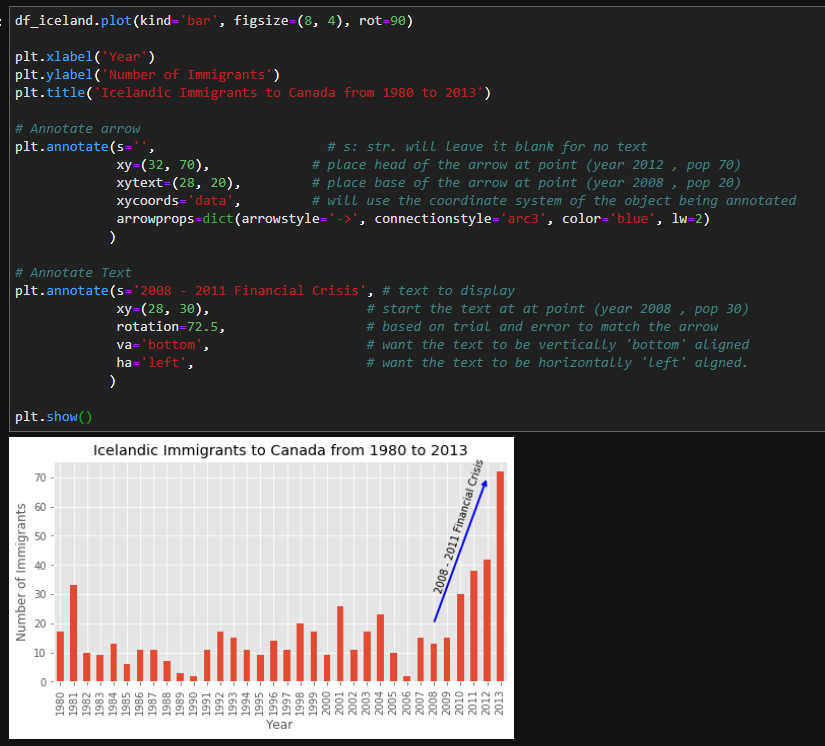 df_iceland.plot(kind='bar', figsize=(8, 4), rot=90)
plt.xlabel('Year')
plt.ylabel('Number of Immigrants')
plt.title('Icelandic Immigrants to Canada from 1980 to 2013')
# Annotate arrow
plt.annotate(s='', # s: str. will leave it blank for no text
xy=(32, 70), # place head of the arrow at point (year 2012 , pop 70)
xytext=(28, 20), # place base of the arrow at point (year 2008 , pop 20)
xycoords='data', # will use the coordinate system of the object being annotated
arrowprops=dict(arrowstyle='->', connectionstyle='arc3', color='blue', lw=2)
)
# Annotate Text
plt.annotate(s='2008 - 2011 Financial Crisis', # text to display
xy=(28, 30), # start the text at at point (year 2008 , pop 30)
rotation=72.5, # based on trial and error to match the arrow
va='bottom', # want the text to be vertically 'bottom' aligned
ha='left', # want the text to be horizontally 'left' algned.
)
plt.show()
Icelandic Immigrants to Canada from 1980 to 2013
Number of Immigrants
70
60
50
40
30
20
10
0
2008 - 2011 Financial Crisis
1980
1981
1982
1983
1984
1985
1986
1987
1988
1989
1990
1991
1992
1993
1994
1995
1996
1997
1998
1999
2000
2001
2002
2003
2004
2005
2006
2007
2008
2009
2010
2011
2012
2013
Year